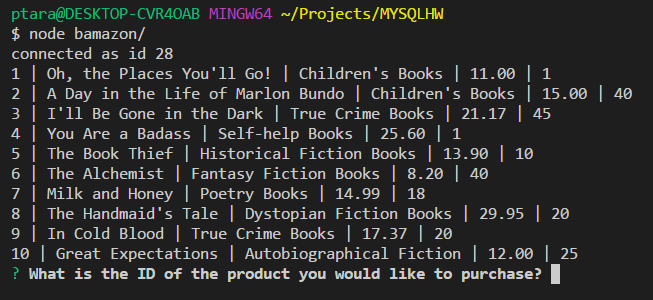 ptara@DESKTOP-CVR4OAB MINGW64 ~/Projects/MYSQLHW
$ node bamazon/
connected as id 28
1 | Oh, the Places You'll Go! | Children's Books | 11.00 | 1
2 | A Day in the Life of Marlon Bundo | Children's Books | 15.00 | 40
3 | I'll Be Gone in the Dark | True Crime Books | 21.17 | 45
4 | You Are a Badass | Self-help Books | 25.60 | 1
5 | The Book Thief | Historical Fiction Books | 13.90 | 10
6 | The Alchemist | Fantasy Fiction Books | 8.20 | 40
7 | Milk and Honey | Poetry Books | 14.99 | 18
8 | The Handmaid's Tale | Dystopian Fiction Books | 29.95 | 20
9 | In Cold Blood | True Crime Books | 17.37 | 20
10 | Great Expectations | Autobiographical Fiction | 12.00 | 25
? What is the ID of the product you would like to purchase?